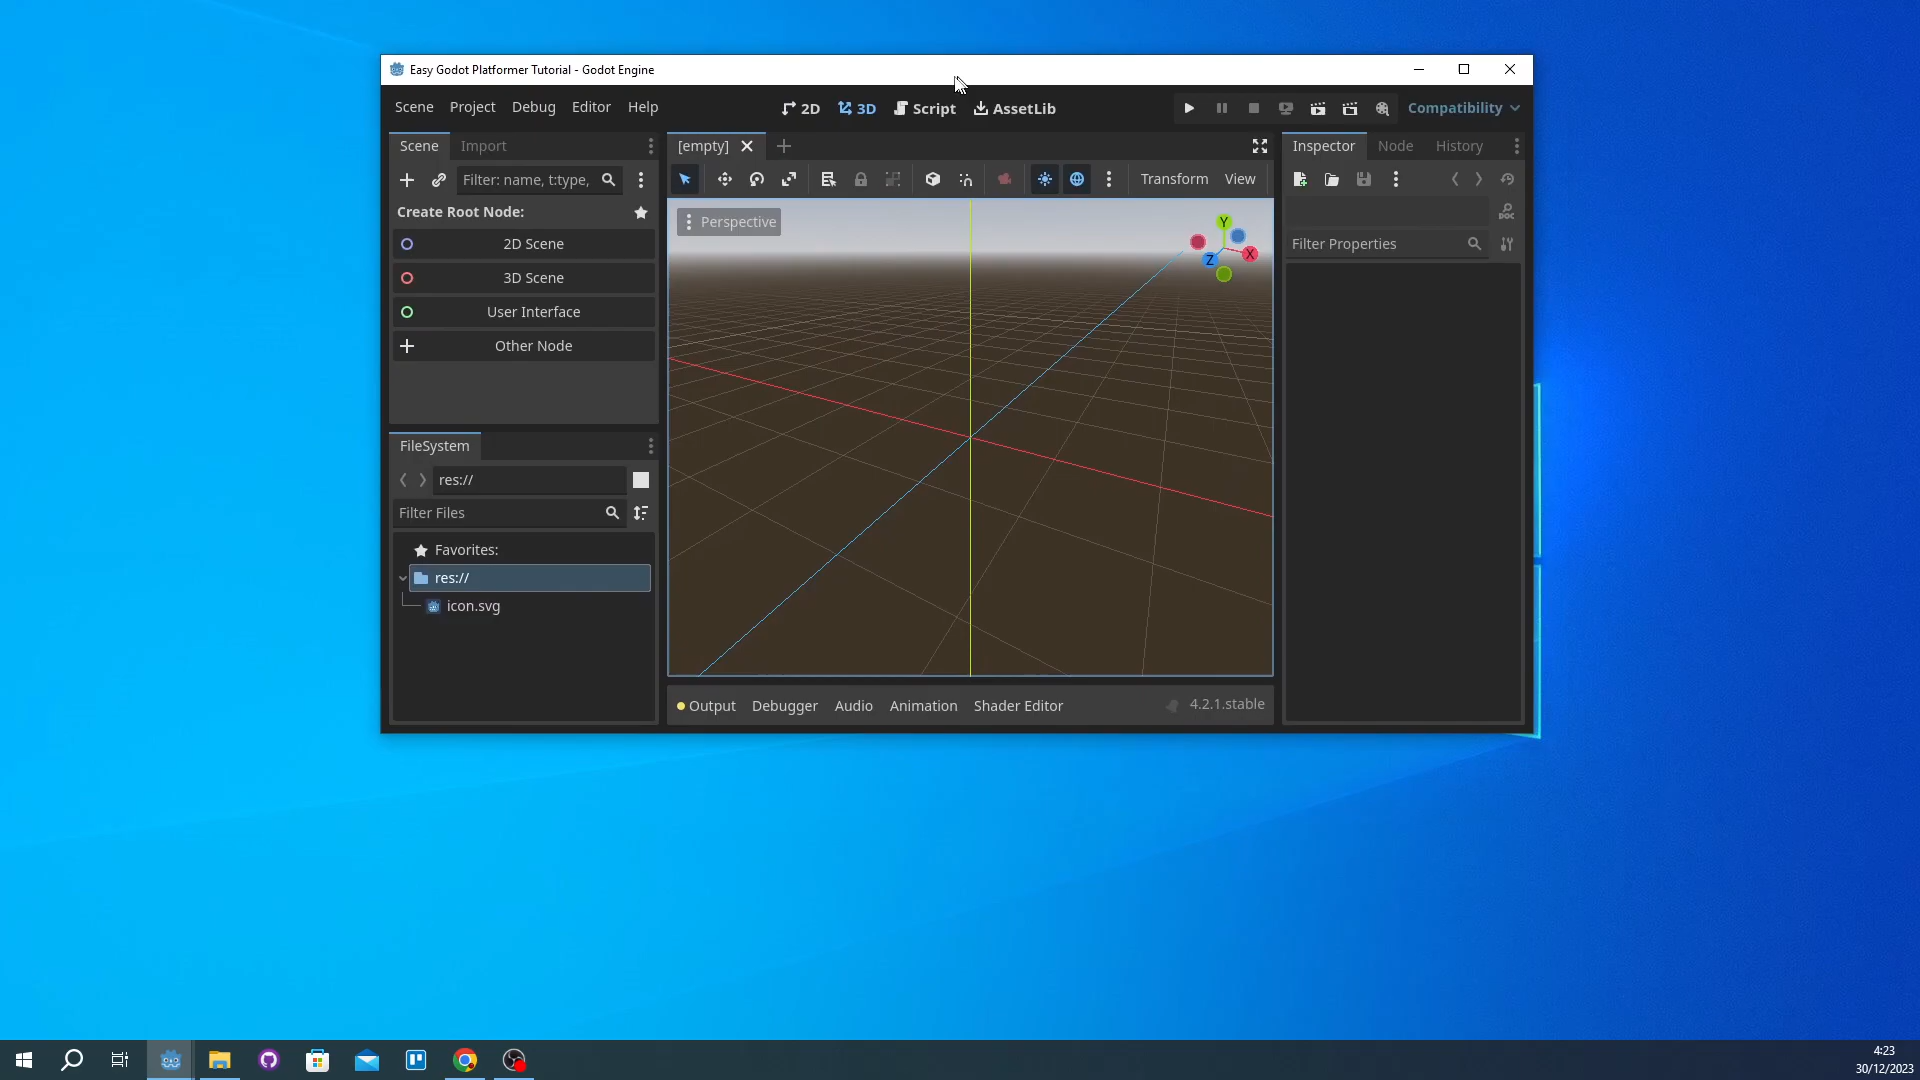 Easy Godot Platformer Tutorial - Godot Engine
Scene Project Debug Editor Help
2D 3D Script AssetLib
Compatibility
Scene Import
[empty]
Inspector Node History
Filter: name, t:type,
Transform View
Create Root Node:
2D Scene
3D Scene
User Interface
Other Node
Perspective
Y
X
Z
DOC
Filter Properties
FileSystem
res://
Filter Files
Favorites:
res://
icon.svg
Output Debugger Audio Animation Shader Editor
4.2.1.stable
4:23
30/12/2023